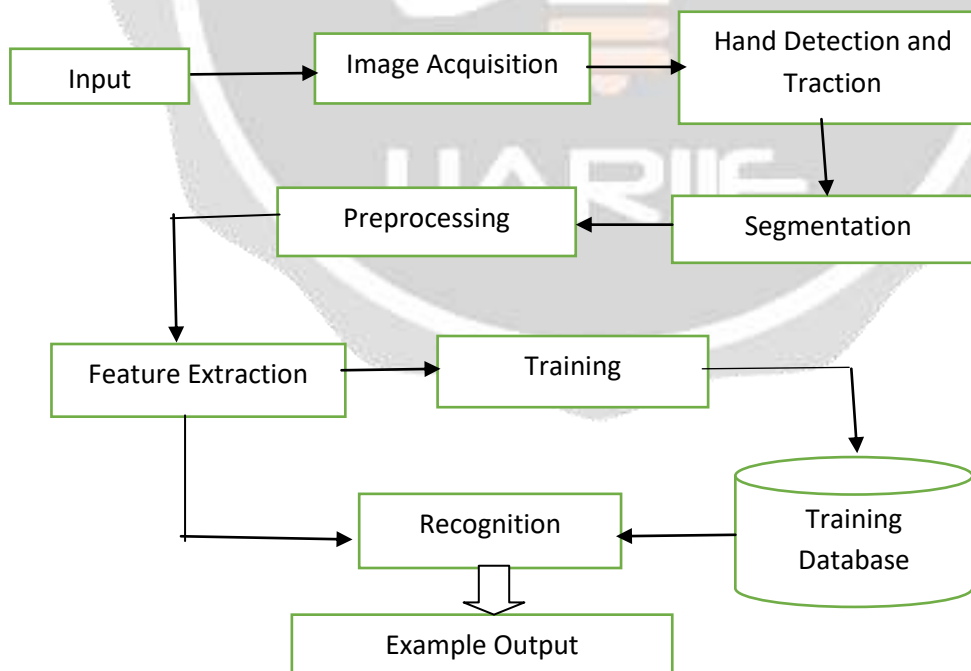 Input
Image Acquisition
Hand Detection and
Traction
Preprocessing
Segmentation
Feature Extraction
Training
Recognition
Training
Database
Example Output